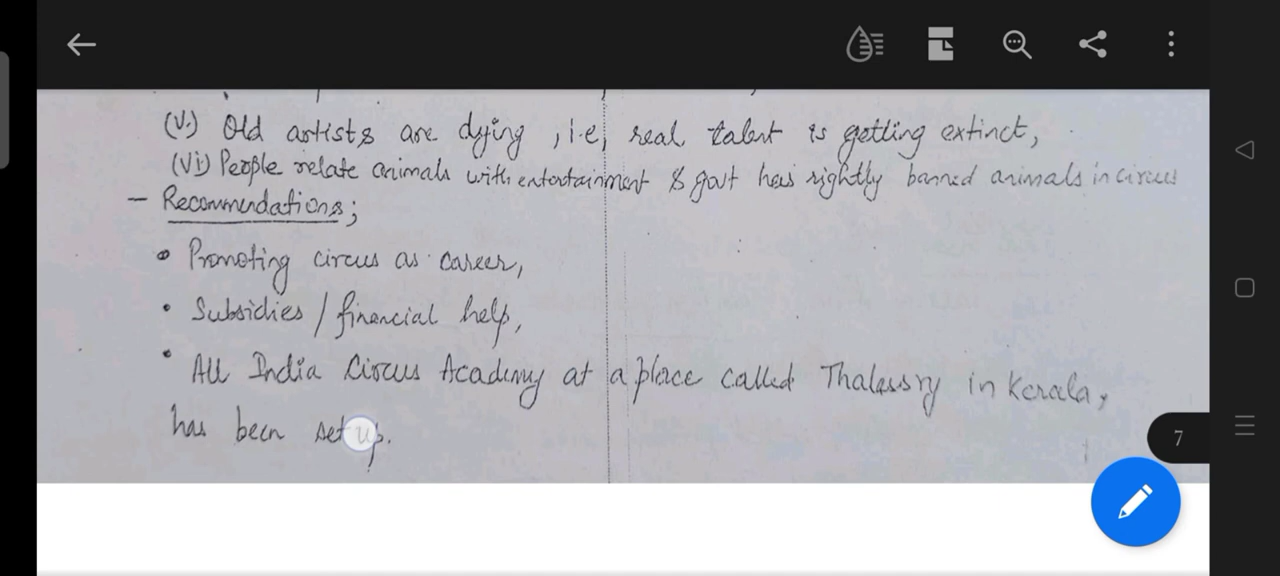 (V.) Old artists are dying, i.e, real talent is getting extinct,
(Vi) People relate animals with entertainment & govt has rightly banned animals in circus
– Recommendations;
• Promoting circus as career,
• Subsidies / financial help,
• All India Circus Academy at a place called Thalassry in Kerala,
has been set up.
7